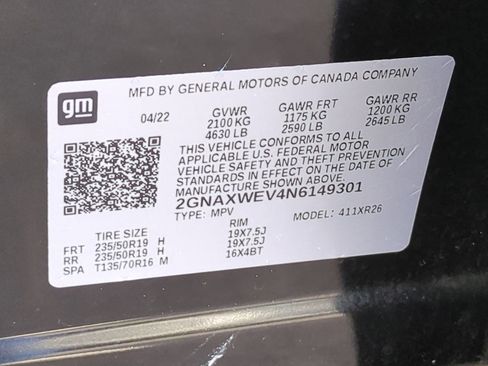 gm
MFD BY GENERAL MOTORS OF CANADA COMPANY
04/22 GVWR GAWR FRT GAWR RR
2100 KG 1175 KG 1200 KG
4630 LB 2590 LB 2645 LB
THIS VEHICLE CONFORMS TO ALL
APPLICABLE U.S. FEDERAL MOTOR
VEHICLE SAFETY AND THEFT PREVENTION
STANDARDS IN EFFECT ON THE DATE OF
MANUFACTURE SHOWN ABOVE.
2GNAXWEV4N6149301
TYPE: MPV MODEL: 411XR26
TIRE SIZE RIM
FRT 235/50R19 H 19X7.5J
RR 235/50R19 H 19X7.5J
SPA T135/70R16 M 16X4BT